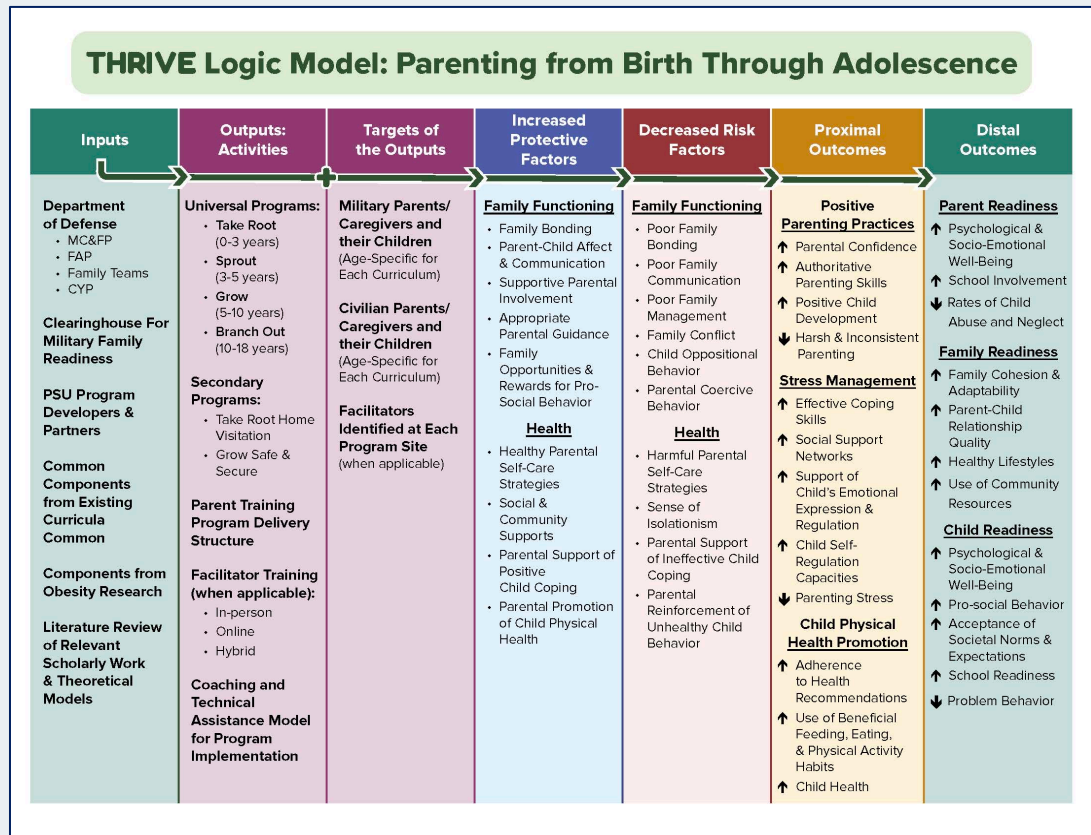 THRIVE Logic Model: Parenting from Birth Through Adolescence
Inputs
Department
of Defense
• MC&FP
• FAP
• Family Teams
• CYP
Clearinghouse For
Military Family
Readiness
PSU Program
Developers &
Partners
Common
Components
from Existing
Curricula
Common
Components from
Obesity Research
Literature Review
of Relevant
Scholarly Work
& Theoretical
Models
Outputs:
Activities
Universal Programs:
• Take Root
(0-3 years)
• Sprout
(3-5 years)
• Grow
(5-10 years)
• Branch Out
(10-18 years)
Secondary
Programs:
• Take Root Home
Visitation
• Grow Safe &
Secure
Parent Training
Program Delivery
Structure
Facilitator Training
(when applicable):
• In-person
• Online
• Hybrid
Coaching and
Technical
Assistance Model
for Program
Implementation
Targets of
the Outputs
Military Parents/
Caregivers and
their Children
(Age-Specific for
Each Curriculum)
Civilian Parents/
Caregivers and
their Children
(Age-Specific for
Each Curriculum)
Facilitators
Identified at Each
Program Site
(when applicable)
Increased
Protective
Factors
Family Functioning
• Family Bonding
• Parent-Child Affect
& Communication
• Supportive Parental
Involvement
• Appropriate
Parental Guidance
• Family
Opportunities &
Rewards for Pro-
Social Behavior
Health
• Healthy Parental
Self-Care
Strategies
• Social &
Community
Supports
• Parental Support of
Positive
Child Coping
• Parental Promotion
of Child Physical
Health
Decreased Risk
Factors
Family Functioning
• Poor Family
Bonding
• Poor Family
Communication
• Poor Family
Management
• Family Conflict
• Child Oppositional
Behavior
• Parental Coercive
Behavior
Health
• Harmful Parental
Self-Care
Strategies
• Sense of
Isolationism
• Parental Support
of Ineffective Child
Coping
• Parental
Reinforcement of
Unhealthy Child
Behavior
Proximal
Outcomes
Positive
Parenting Practices
↑ Parental Confidence
↑ Authoritative
Parenting Skills
↑ Positive Child
Development
↓ Harsh & Inconsistent
Parenting
Stress Management
↑ Effective Coping
Skills
↑ Social Support
Networks
↑ Support of
Child's Emotional
Expression &
Regulation
↑ Child Self-
Regulation
Capacities
↓ Parenting Stress
Child Physical
Health Promotion
↑ Adherence
to Health
Recommendations
↑ Use of Beneficial
Feeding, Eating,
& Physical Activity
Habits
↑ Child Health
Distal
Outcomes
Parent Readiness
↑ Psychological &
Socio-Emotional
Well-Being
↑ School Involvement
↓ Rates of Child
Abuse and Neglect
Family Readiness
↑ Family Cohesion &
Adaptability
↑ Parent-Child
Relationship
Quality
↑ Healthy Lifestyles
↑ Use of Community
Resources
Child Readiness
↑ Psychological &
Socio-Emotional
Well-Being
↑ Pro-social Behavior
↑ Acceptance of
Societal Norms &
Expectations
↑ School Readiness
↓ Problem Behavior